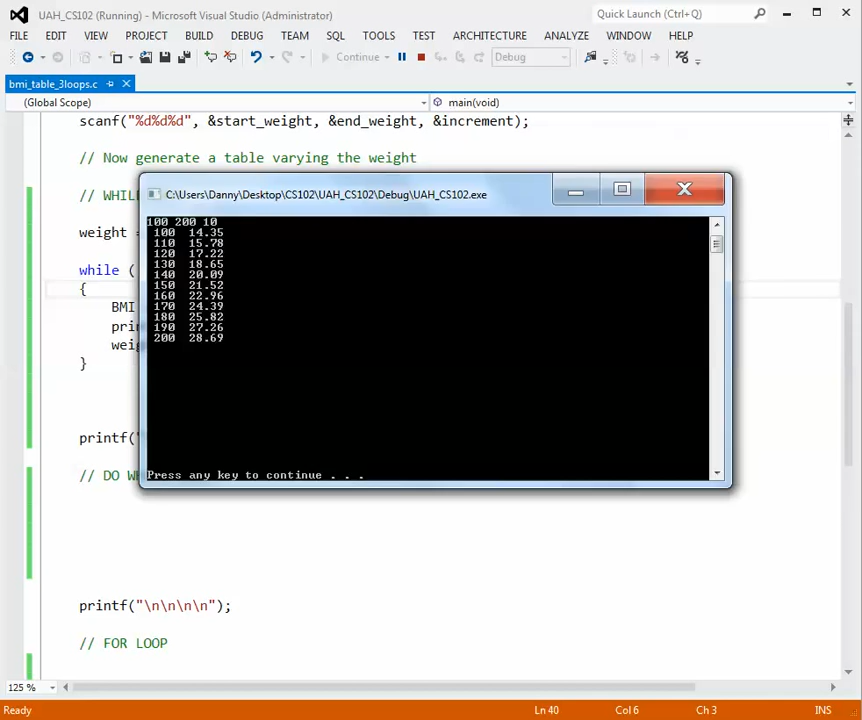 UAH_CS102 (Running) - Microsoft Visual Studio (Administrator)
Quick Launch (Ctrl+Q)
FILE EDIT VIEW PROJECT BUILD DEBUG TEAM SQL TOOLS TEST ARCHITECTURE ANALYZE WINDOW HELP
Continue Debug
bmi_table_3loops.c
(Global Scope) main(void)
scanf("%d%d%d", &start_weight, &end_weight, &increment);
// Now generate a table varying the weight
// WHIL
C:\Users\Danny\Desktop\CS102\UAH_CS102\Debug\UAH_CS102.exe
weight =
while (
{
BMI
prin
weig
}
100 200 10
100 14.35
110 15.78
120 17.22
130 18.65
140 20.09
150 21.52
160 22.96
170 24.39
180 25.82
190 27.26
200 28.69
printf("
Press any key to continue . . .
// DO WH
printf("\n\n\n\n");
// FOR LOOP
125 %
Ready Ln 40 Col 6 Ch 3 INS